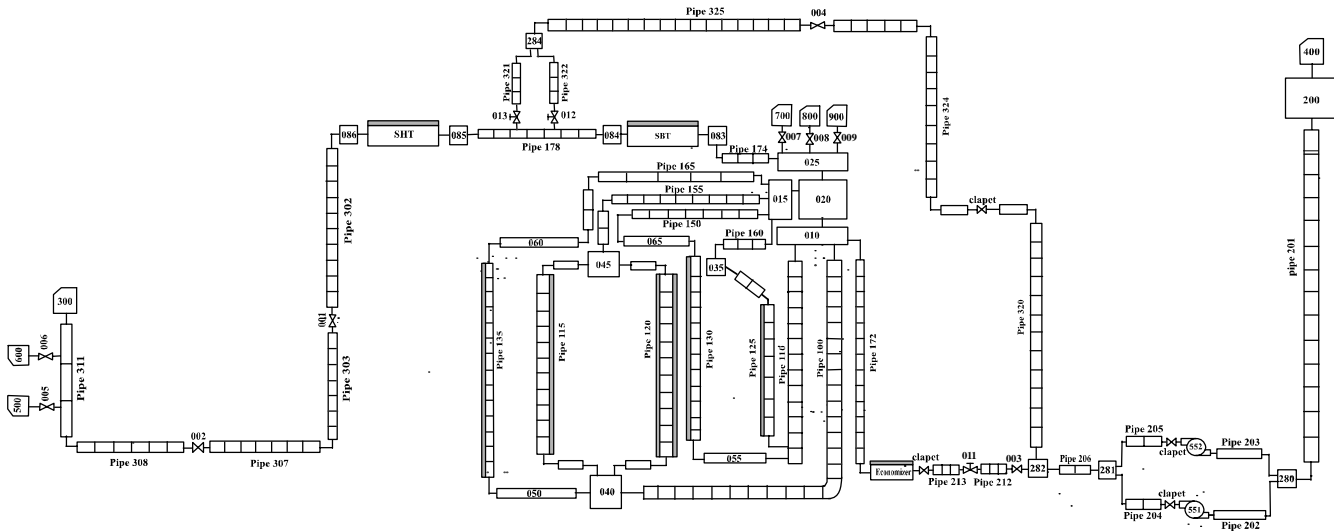 Pipe 325
004
400
284
200
Pipe 321
Pipe 322
Pipe 324
013
012
086
SHT
085
Pipe 178
084
SBT
083
700
800
900
007
008
009
Pipe 174
025
Pipe 165
015
020
Pipe 155
Pipe 150
Pipe 160
010
060
065
035
045
clapet
Pipe 302
pipe 201
300
001
006
600
005
500
Pipe 311
Pipe 303
Pipe 135
Pipe 115
Pipe 120
Pipe 130
Pipe 125
Pipe 100
Pipe 172
Pipe 320
002
Pipe 308
Pipe 307
055
050
040
Economizer
clapet
011
003
Pipe 213
Pipe 212
282
Pipe 206
281
Pipe 205
clapet
552
Pipe 203
280
clapet
Pipe 204
551
Pipe 202